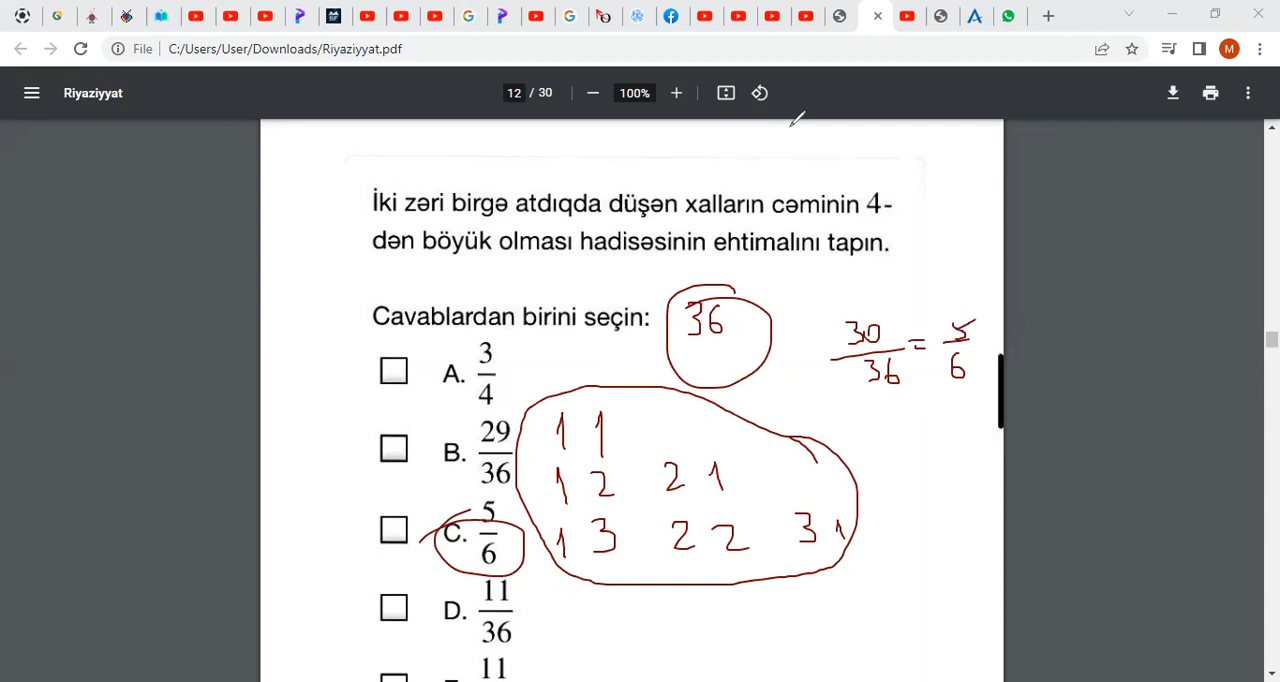 File C:/Users/User/Downloads/Riyaziyyat.pdf
M
Riyaziyyat
12 / 30
100%
İki zəri birgə atdıqda düşən xalların cəminin 4-
dən böyük olması hadisəsinin ehtimalını tapın.
Cavablardan birini seçin:
36
30/36 = 5/6
A. 3/4
B. 29/36
C. 5/6
D. 11/36
11
1 1
1 2 2 1
1 3 2 2 3 1